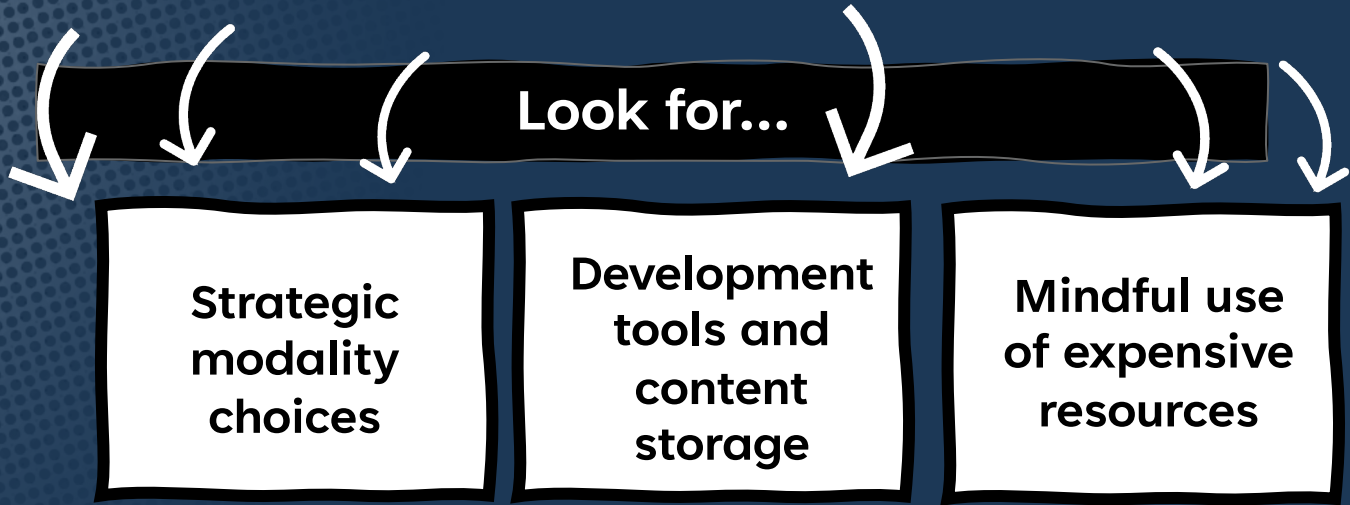 Look for...
Strategic
modality
choices
Development
tools and
content
storage
Mindful use
of expensive
resources